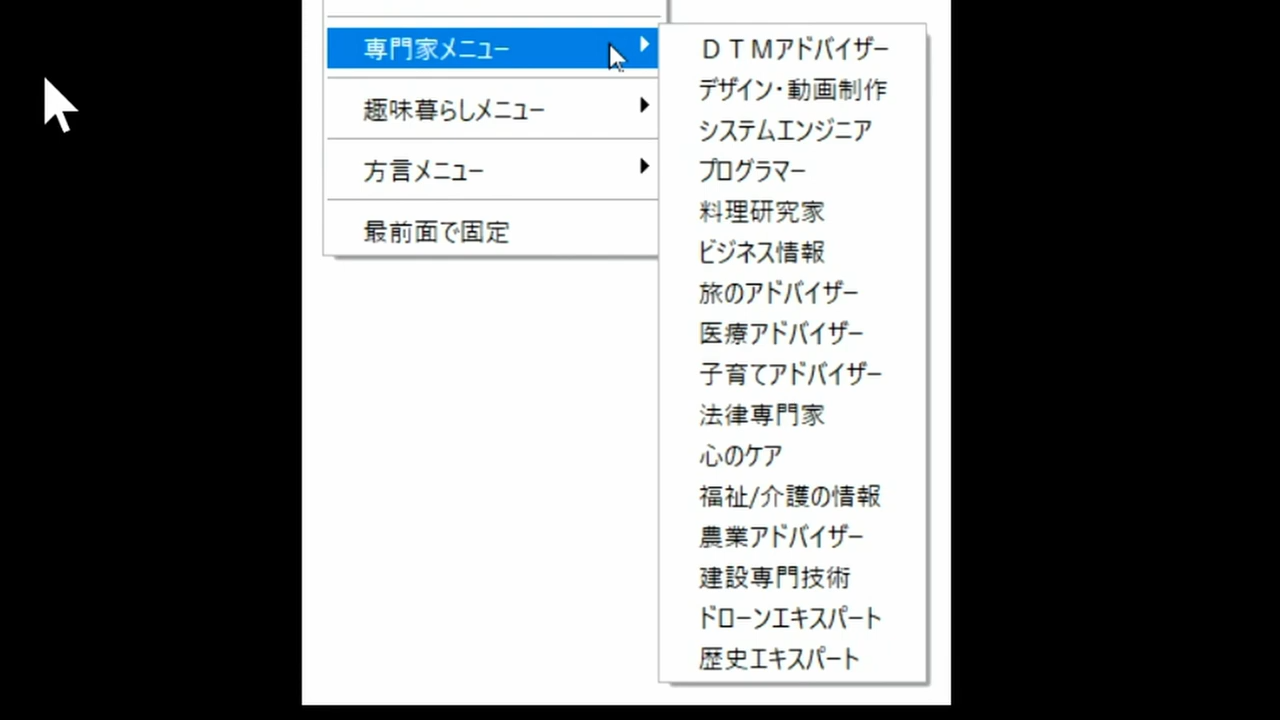 専門家メニュー
趣味暮らしメニュー
方言メニュー
最前面で固定
ＤＴＭアドバイザー
デザイン・動画制作
システムエンジニア
プログラマー
料理研究家
ビジネス情報
旅のアドバイザー
医療アドバイザー
子育てアドバイザー
法律専門家
心のケア
福祉/介護の情報
農業アドバイザー
建設専門技術
ドローンエキスパート
歴史エキスパート